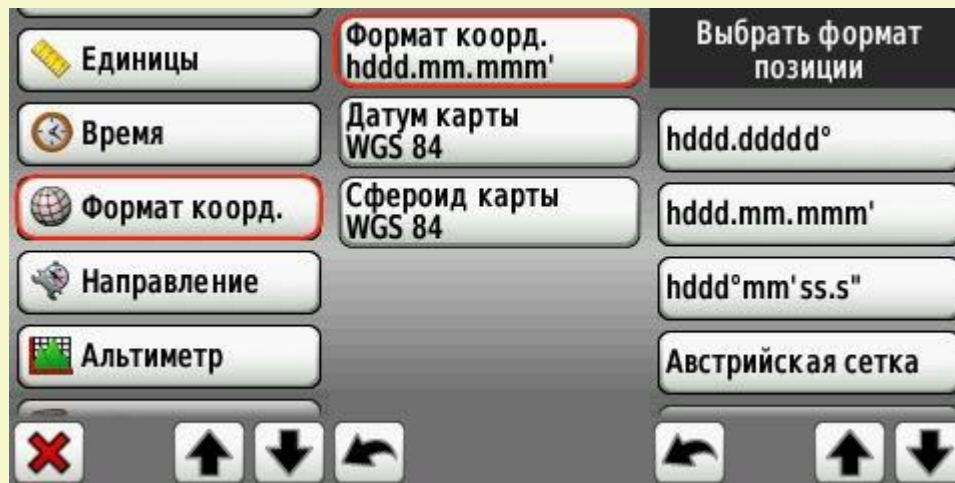 Единицы
Время
Формат коорд.
Направление
Альтиметр
Формат коорд.
hddd.mm.mmm'
Датум карты
WGS 84
Сфероид карты
WGS 84
Выбрать формат
позиции
hddd.ddddd°
hddd.mm.mmm'
hddd°mm'ss.s"
Австрийская сетка